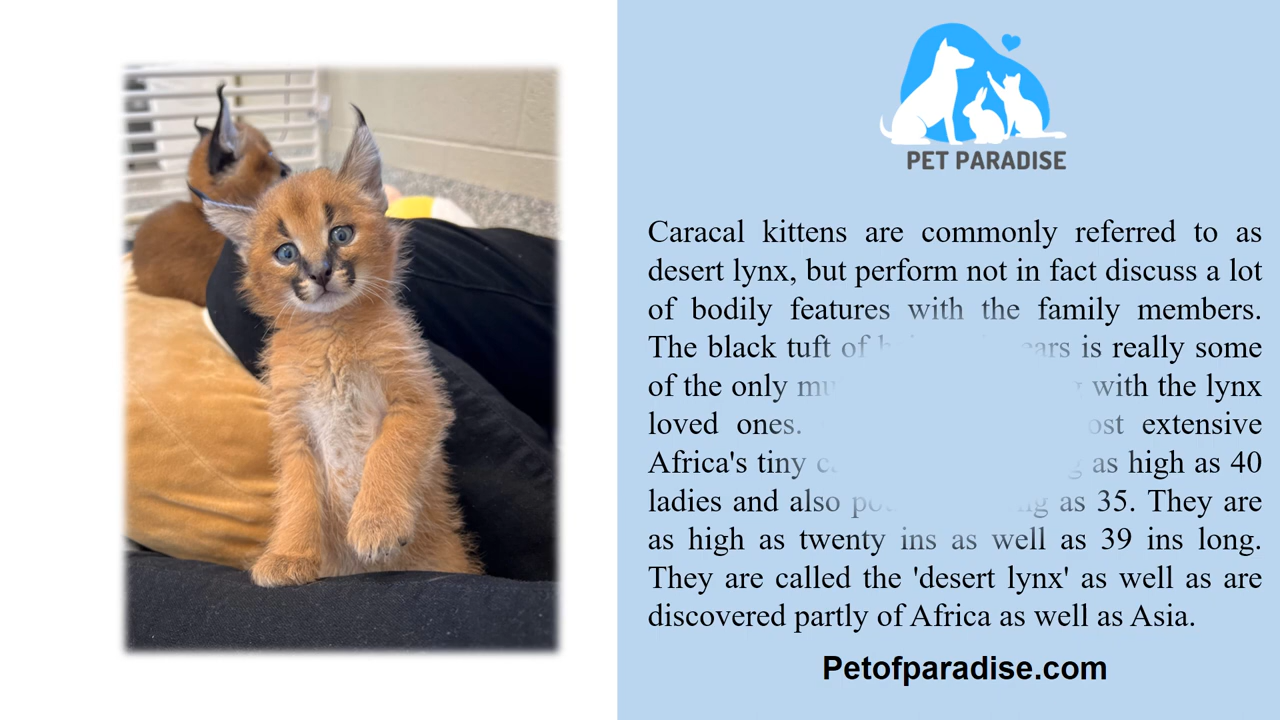 PET PARADISE
Caracal kittens are commonly referred to as
desert lynx, but perform not in fact discuss a lot
of bodily features with the family members.
The black tuft of is really some
of the only with the lynx
loved ones. extensive
Africa's tiny as high as 40
ladies and also as 35. They are
as high as twenty ins as well as 39 ins long.
They are called the 'desert lynx' as well as are
discovered partly of Africa as well as Asia.
Petofparadise.com